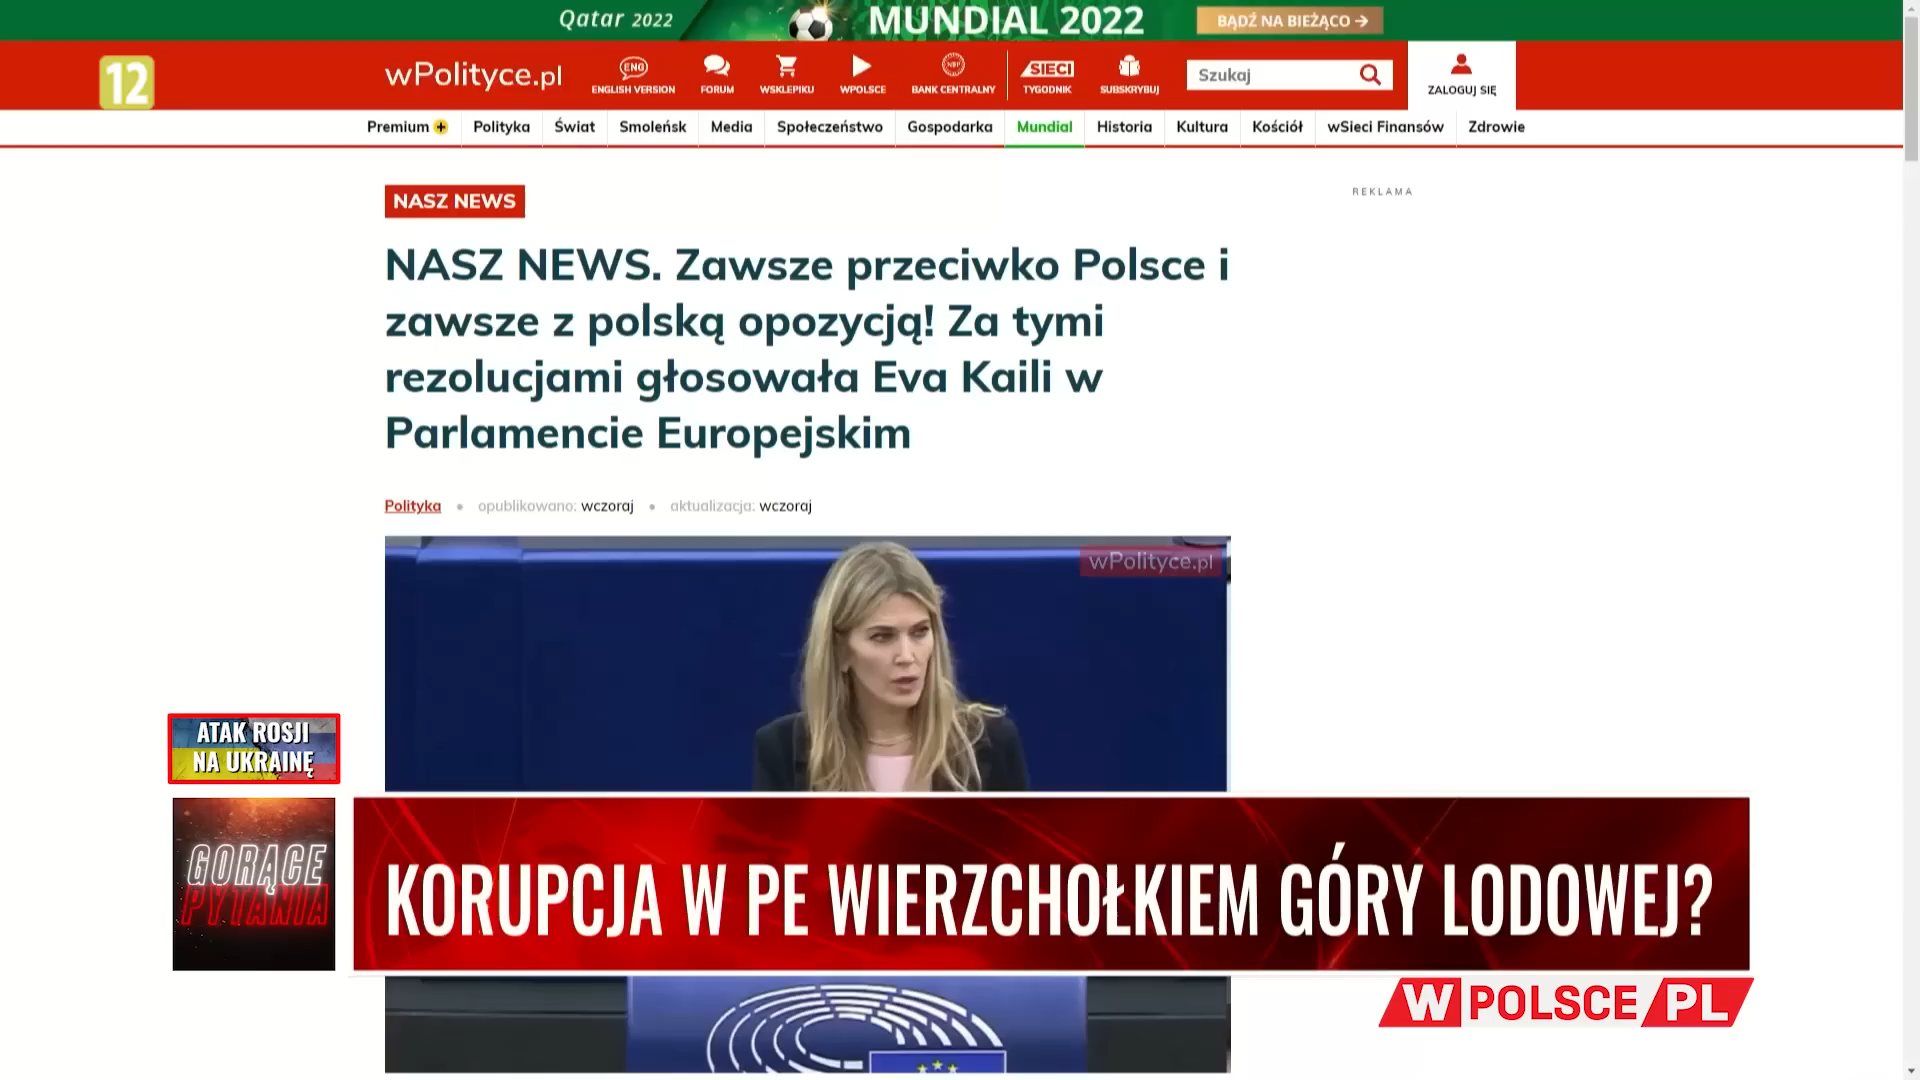 Qatar 2022
MUNDIAL 2022
BĄDŹ NA BIEŻĄCO →
12
wPolityce.pl
ENG
ENGLISH VERSION
FORUM
WSKLEPIKU
WPOLSCE
NBP
BANK CENTRALNY
SIECI
TYGODNIK
SUBSKRYBUJ
Szukaj
ZALOGUJ SIĘ
Premium +
Polityka
Świat
Smoleńsk
Media
Społeczeństwo
Gospodarka
Mundial
Historia
Kultura
Kościół
wSieci Finansów
Zdrowie
NASZ NEWS
REKLAMA
NASZ NEWS. Zawsze przeciwko Polsce i
zawsze z polską opozycją! Za tymi
rezolucjami głosowała Eva Kaili w
Parlamencie Europejskim
Polityka • opublikowano: wczoraj • aktualizacja: wczoraj
wPolityce.pl
ATAK ROSJI
NA UKRAINĘ
GORĄCE
PYTANIA
KORUPCJA W PE WIERZCHOŁKIEM GÓRY LODOWEJ?
W POLSCE PL